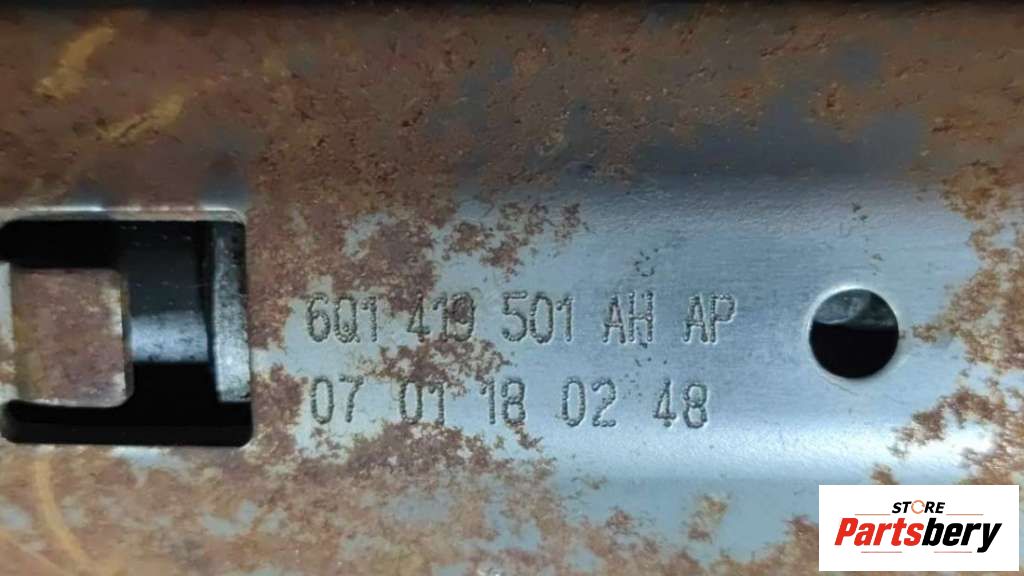 6Q1 419 501 AH AP
07 01 18 02 48
STORE
Partsbery